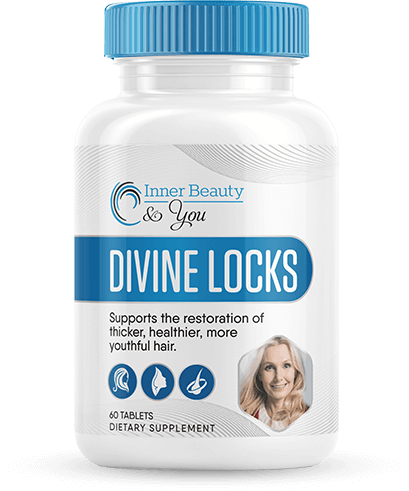 Inner Beauty
& You
DIVINE LOCKS
Supports the restoration of
thicker, healthier, more
youthful hair.
60 TABLETS
DIETARY SUPPLEMENT